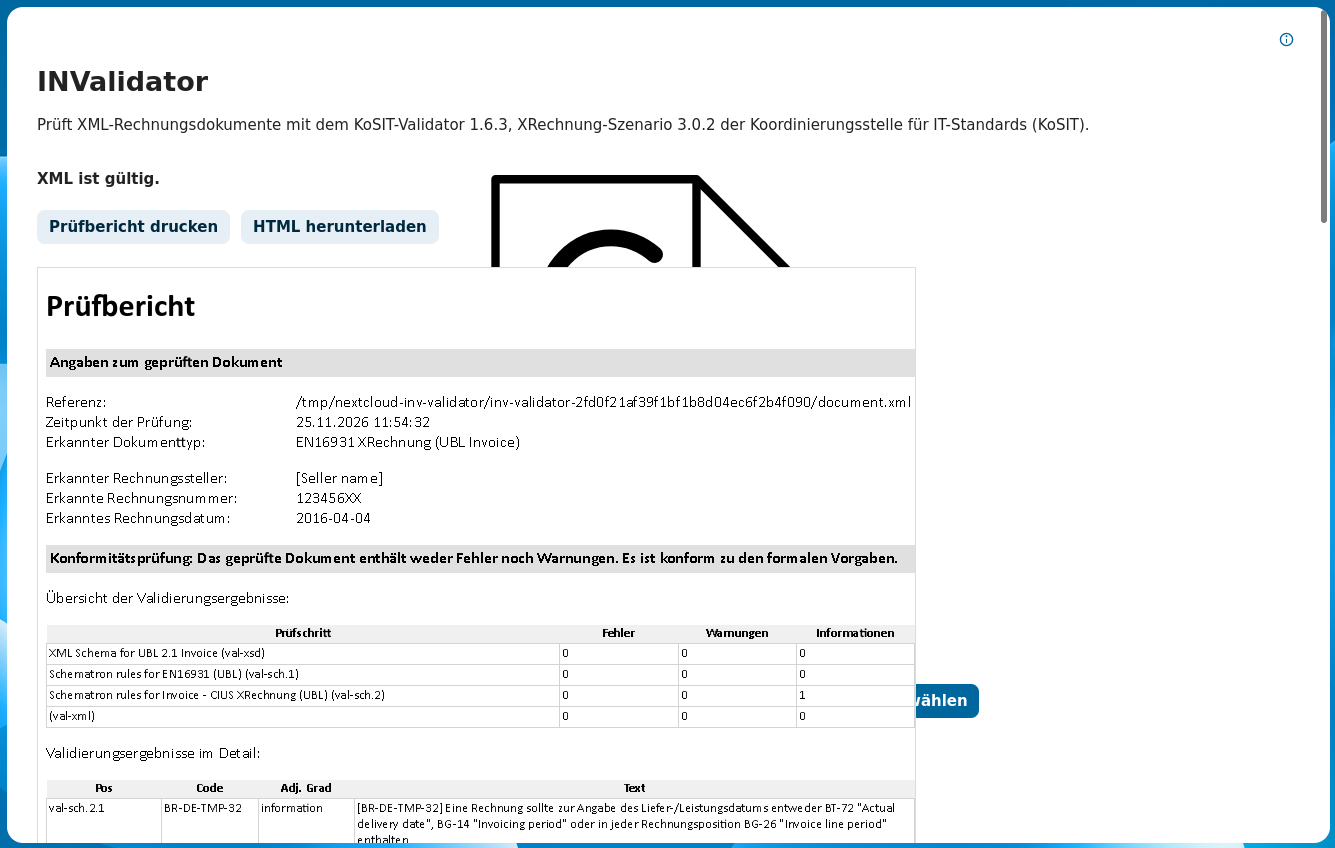 INValidator
Prüft XML-Rechnungsdokumente mit dem KoSIT-Validator 1.6.3, XRechnung-Szenario 3.0.2 der Koordinierungsstelle für IT-Standards (KoSIT).
XML ist gültig.
Prüfbericht drucken HTML herunterladen
Prüfbericht
Angaben zum geprüften Dokument
Referenz: /tmp/nextcloud-inv-validator/inv-validator-2fd0f21af39f1bf1b8d04ec6f2b4f090/document.xml
Zeitpunkt der Prüfung: 25.11.2026 11:54:32
Erkannter Dokumenttyp: EN16931 XRechnung (UBL Invoice)
Erkannter Rechnungssteller: [Seller name]
Erkannte Rechnungsnummer: 123456XX
Erkanntes Rechnungsdatum: 2016-04-04
Konformitätsprüfung: Das geprüfte Dokument enthält weder Fehler noch Warnungen. Es ist konform zu den formalen Vorgaben.
Übersicht der Validierungsergebnisse:
Prüfschritt Fehler Warnungen Informationen
XML Schema for UBL 2.1 Invoice (val-xsd) 0 0 0
Schematron rules for EN16931 (UBL) (val-sch.1) 0 0 0
Schematron rules for Invoice - CIUS XRechnung (UBL) (val-sch.2) 0 0 1
(val-xml) 0 0 0
wählen
Validierungsergebnisse im Detail:
Pos Code Adj. Grad Text
val-sch.2.1 BR-DE-TMP-32 information [BR-DE-TMP-32] Eine Rechnung sollte zur Angabe des Liefer-/Leistungsdatums entweder BT-72 "Actual
delivery date", BG-14 "Invoicing period" oder in jeder Rechnungsposition BG-26 "Invoice line period"
enthalten